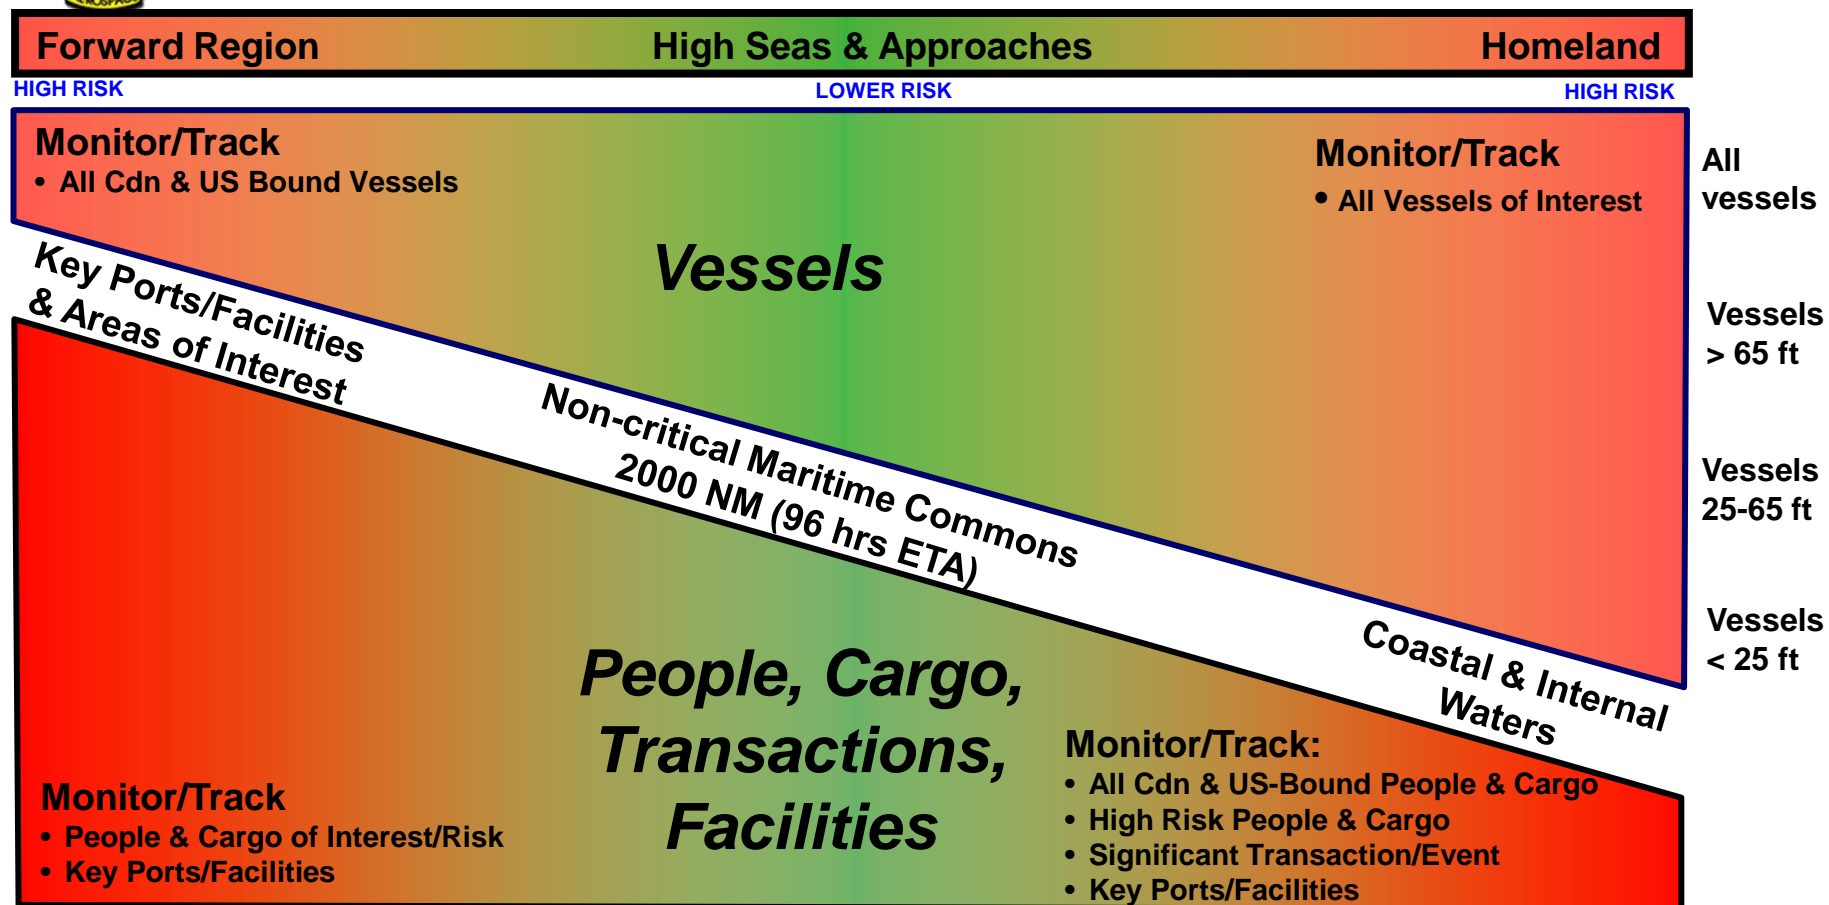 Forward Region
High Seas & Approaches
Homeland
HIGH RISK
LOWER RISK
HIGH RISK
Monitor/Track
• All Cdn & US Bound Vessels
Monitor/Track
• All Vessels of Interest
All
vessels
Vessels
Key Ports/Facilities
& Areas of Interest
Vessels
> 65 ft
Non-critical Maritime Commons
2000 NM (96 hrs ETA)
Vessels
25-65 ft
Coastal & Internal
Waters
Vessels
< 25 ft
People, Cargo,
Transactions,
Facilities
Monitor/Track
• People & Cargo of Interest/Risk
• Key Ports/Facilities
Monitor/Track:
• All Cdn & US-Bound People & Cargo
• High Risk People & Cargo
• Significant Transaction/Event
• Key Ports/Facilities